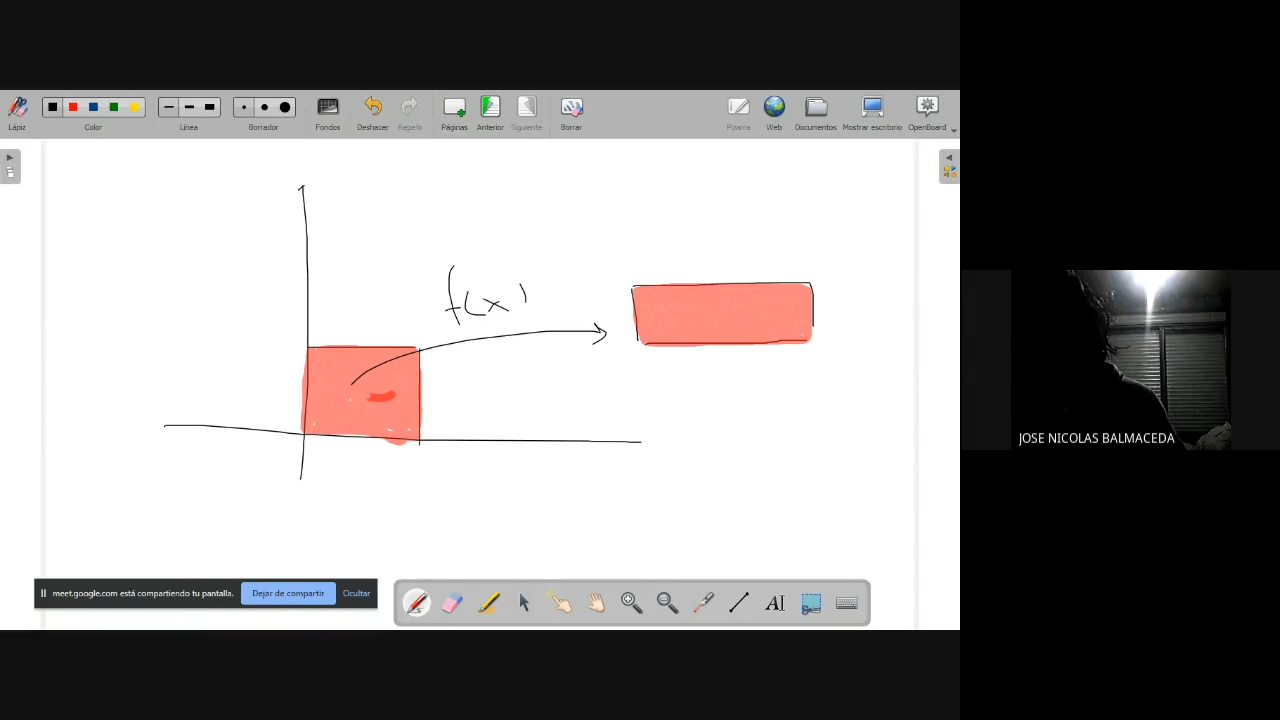 Lápiz Color Línea Borrador Fondos Deshacer Repetir Páginas Anterior Siguiente Borrar Pizarra Web Documentos Mostrar escritorio OpenBoard
f(x)
JOSE NICOLAS BALMACEDA
meet.google.com está compartiendo tu pantalla. Dejar de compartir Ocultar
AI